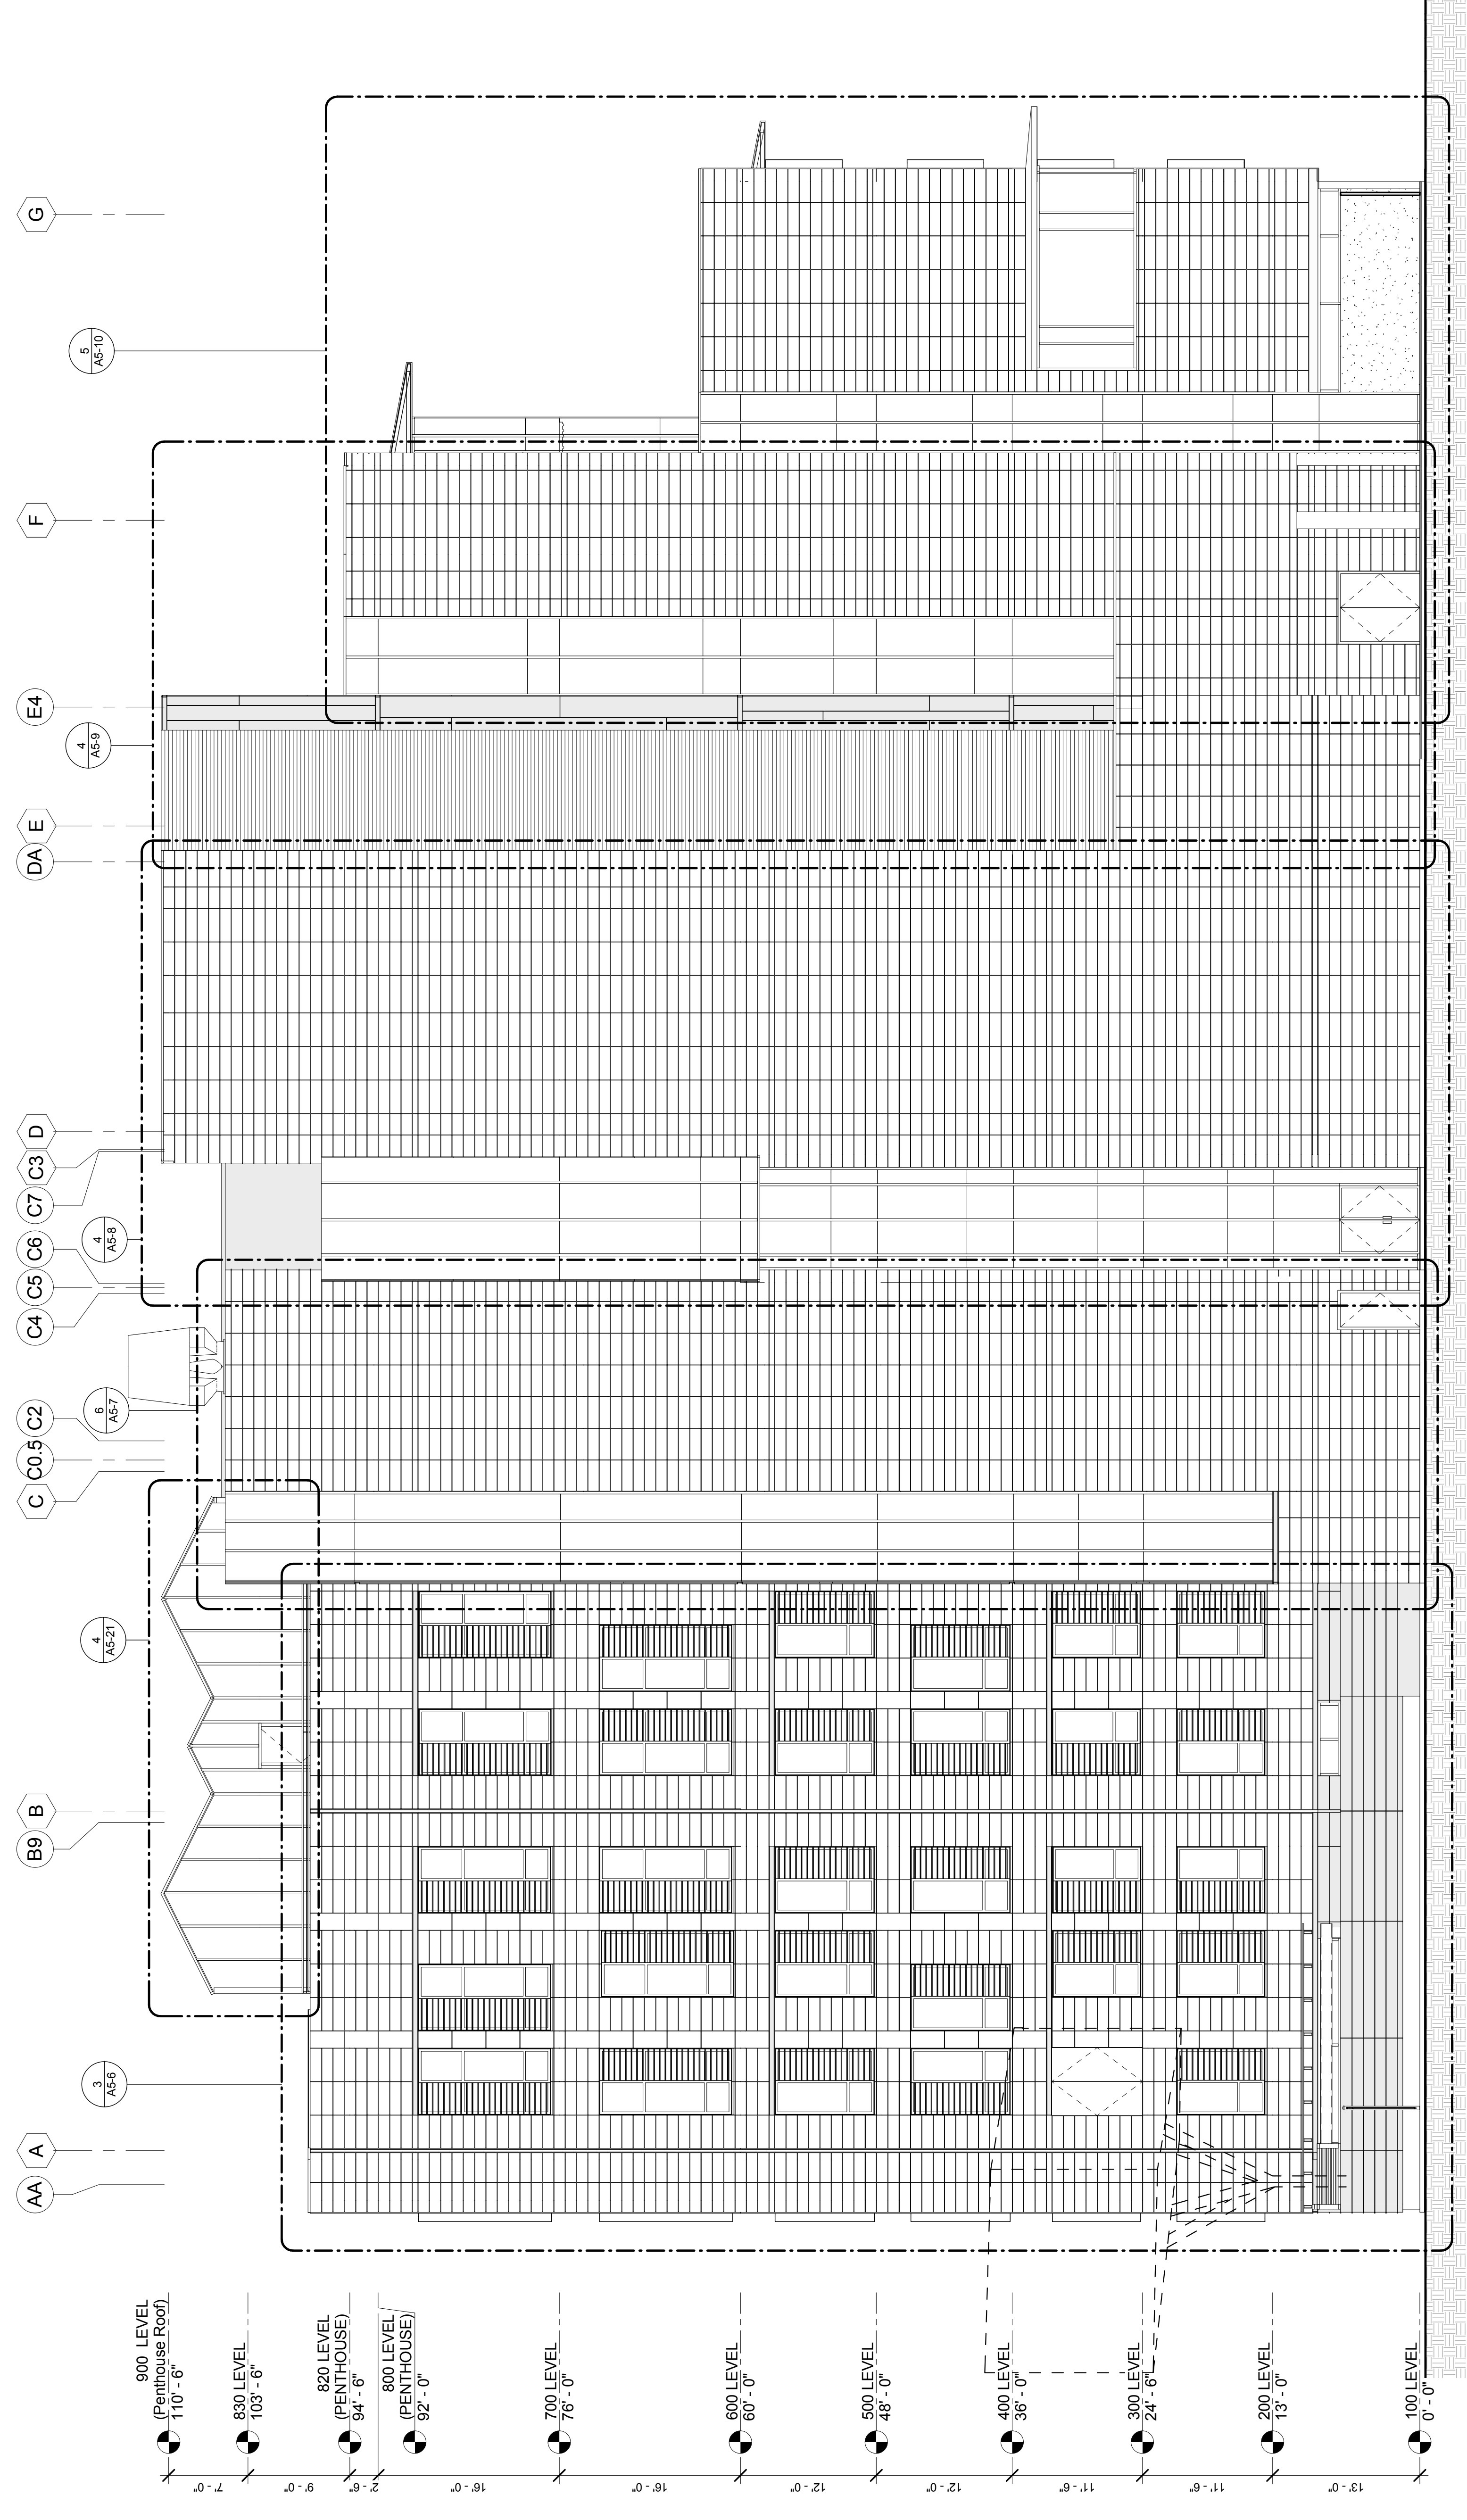 AA
A
B9
B
C
C0.5
C2
C4
C5
C6
C7
C3
D
DA
E
E4
F
G
3
A5-6
4
A5-21
6
A5-7
4
A5-8
4
A5-9
5
A5-10
900 LEVEL
(Penthouse Roof)
110' - 6"
830 LEVEL
103' - 6"
820 LEVEL
(PENTHOUSE)
94' - 6"
800 LEVEL
(PENTHOUSE)
92' - 0"
700 LEVEL
76' - 0"
600 LEVEL
60' - 0"
500 LEVEL
48' - 0"
400 LEVEL
36' - 0"
300 LEVEL
24' - 6"
200 LEVEL
13' - 0"
100 LEVEL
0' - 0"
7' - 0"
9' - 0"
2' - 6"
16' - 0"
16' - 0"
12' - 0"
12' - 0"
11' - 6"
11' - 6"
13' - 0"